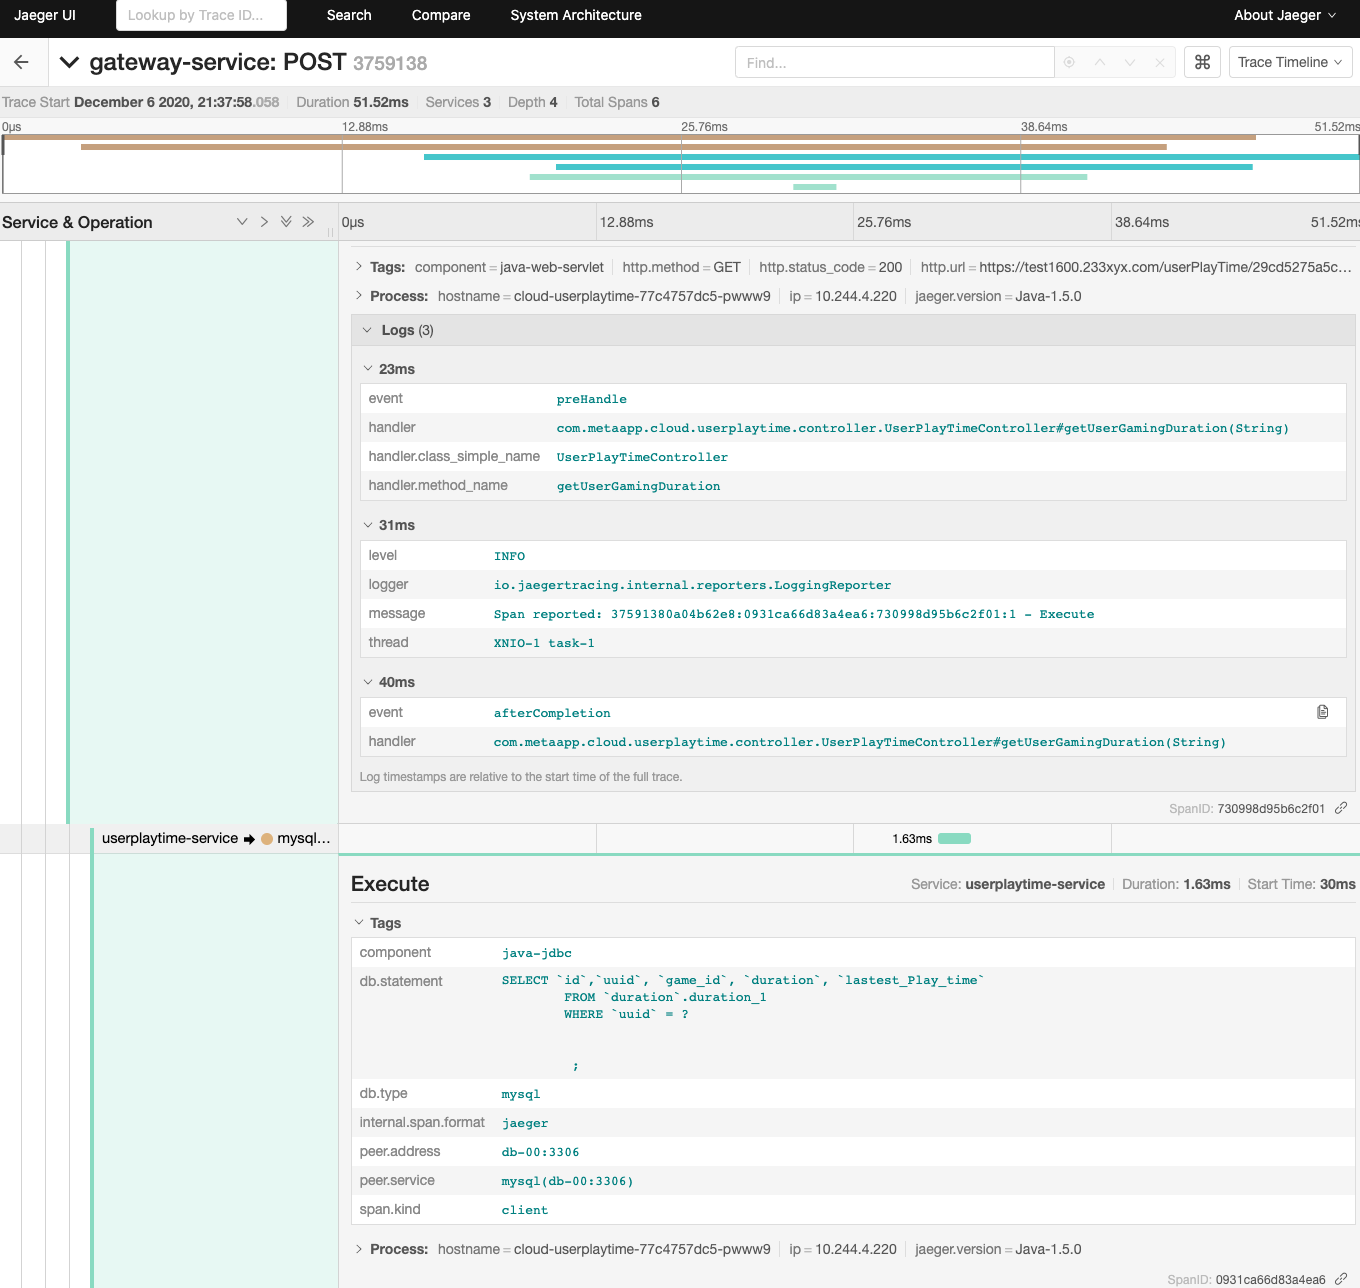 Jaeger UI Lookup by Trace ID... Search Compare System Architecture About Jaeger
gateway-service: POST 3759138 Find... ⌘ Trace Timeline
Trace Start December 6 2020, 21:37:58.058 Duration 51.52ms Services 3 Depth 4 Total Spans 6
0μs 12.88ms 25.76ms 38.64ms 51.52ms
Service & Operation 0μs 12.88ms 25.76ms 38.64ms 51.52ms
Tags: component = java-web-servlet http.method = GET http.status_code = 200 http.url = https://test1600.233xyx.com/userPlayTime/29cd5275a5c...
Process: hostname = cloud-userplaytime-77c4757dc5-pwww9 ip = 10.244.4.220 jaeger.version = Java-1.5.0
Logs (3)
23ms
event preHandle
handler com.metaapp.cloud.userplaytime.controller.UserPlayTimeController#getUserGamingDuration(String)
handler.class_simple_name UserPlayTimeController
handler.method_name getUserGamingDuration
31ms
level INFO
logger io.jaegertracing.internal.reporters.LoggingReporter
message Span reported: 37591380a04b62e8:0931ca66d83a4ea6:730998d95b6c2f01:1 - Execute
thread XNIO-1 task-1
40ms
event afterCompletion
handler com.metaapp.cloud.userplaytime.controller.UserPlayTimeController#getUserGamingDuration(String)
Log timestamps are relative to the start time of the full trace.
SpanID: 730998d95b6c2f01
userplaytime-service mysql... 1.63ms
Execute Service: userplaytime-service Duration: 1.63ms Start Time: 30ms
Tags
component java-jdbc
db.statement SELECT `id`,`uuid`, `game_id`, `duration`, `lastest_Play_time`
FROM `duration`.duration_1
WHERE `uuid` = ?
;
db.type mysql
internal.span.format jaeger
peer.address db-00:3306
peer.service mysql(db-00:3306)
span.kind client
Process: hostname = cloud-userplaytime-77c4757dc5-pwww9 ip = 10.244.4.220 jaeger.version = Java-1.5.0
SpanID: 0931ca66d83a4ea6